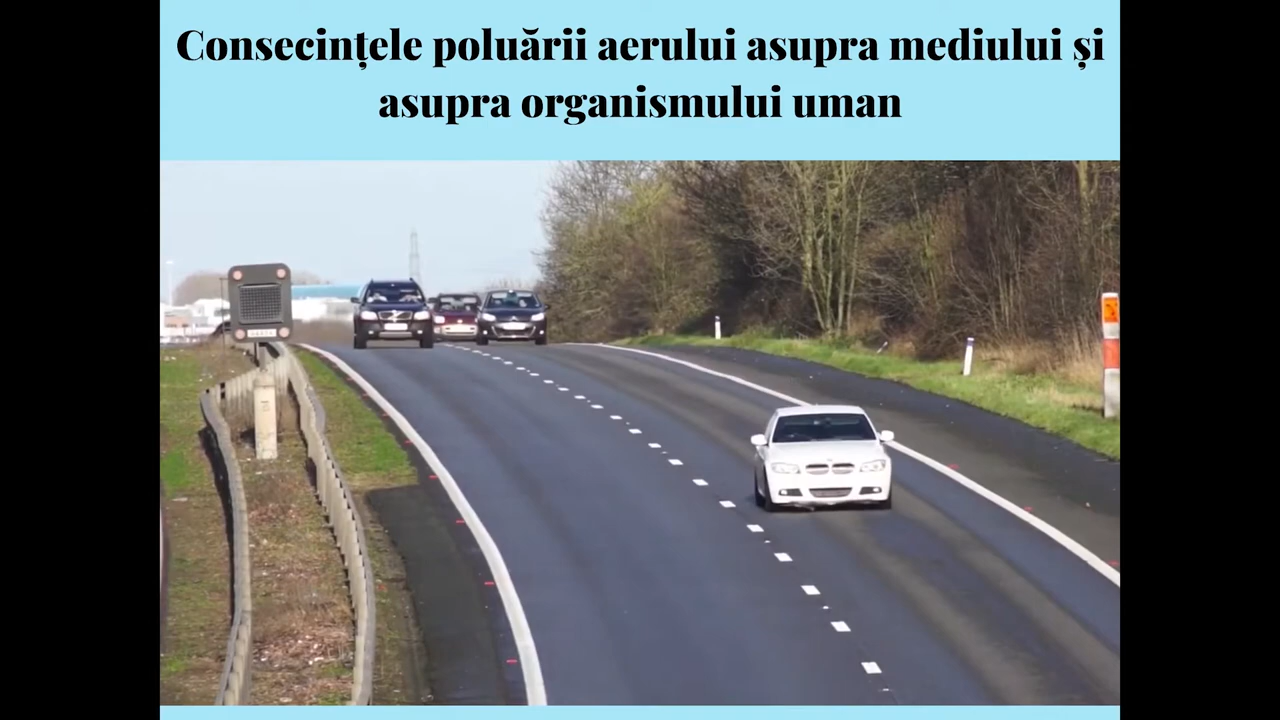 Consecințele poluării aerului asupra mediului și
asupra organismului uman